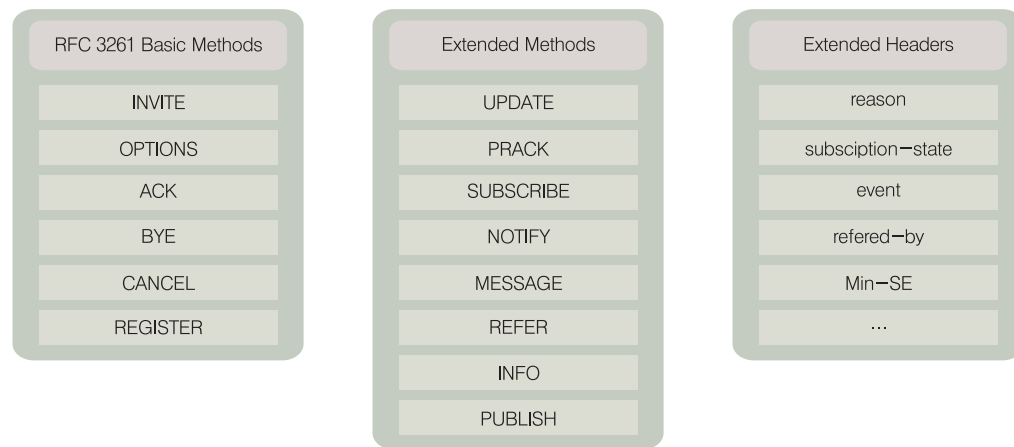 RFC 3261 Basic Methods
INVITE
OPTIONS
ACK
BYE
CANCEL
REGISTER
Extended Methods
UPDATE
PRACK
SUBSCRIBE
NOTIFY
MESSAGE
REFER
INFO
PUBLISH
Extended Headers
reason
subsciption-state
event
refered-by
Min-SE
...